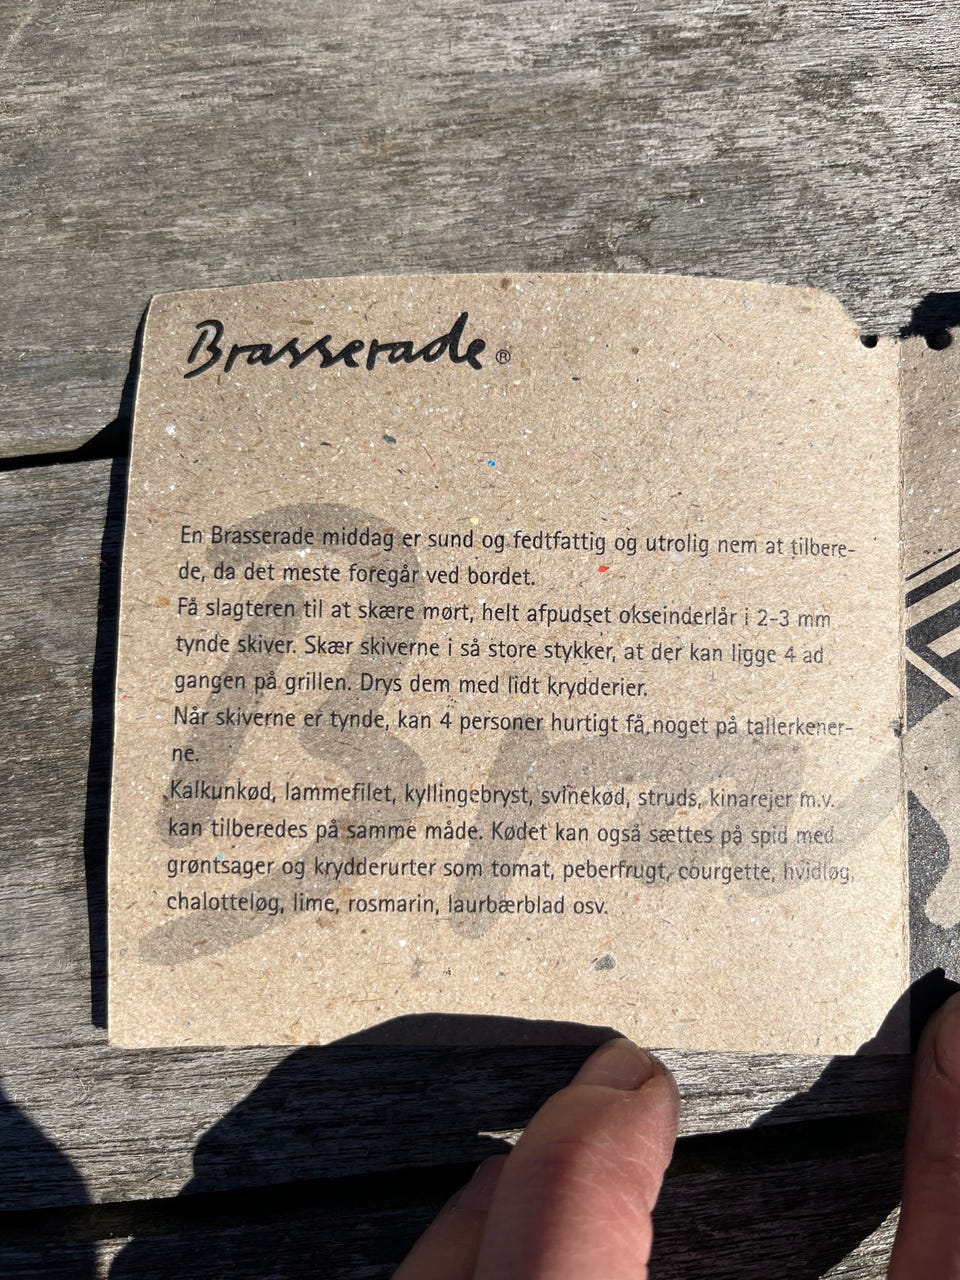 Brasserade®
En Brasserade middag er sund og fedtfattig og utrolig nem at tilbere-
de, da det meste foregår ved bordet.
Få slagteren til at skære mørt, helt afpudset okseinderlår i 2-3 mm
tynde skiver. Skær skiverne i så store stykker, at der kan ligge 4 ad
gangen på grillen. Drys dem med lidt krydderier.
Når skiverne er tynde, kan 4 personer hurtigt få noget på tallerkener-
ne.
Kalkunkød, lammefilet, kyllingebryst, svinekød, struds, kinarejer m.v.
kan tilberedes på samme måde. Kødet kan også sættes på spid med
grøntsager og krydderurter som tomat, peberfrugt, courgette, hvidløg,
chalotteløg, lime, rosmarin, laurbærblad osv.